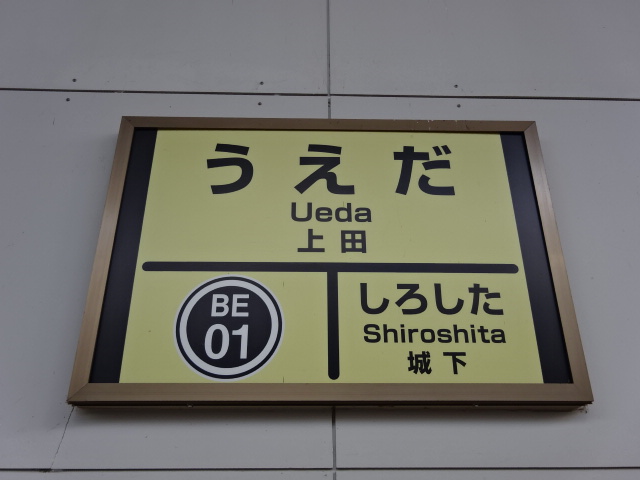 うえだ
Ueda
上田
BE
01
しろした
Shiroshita
城下